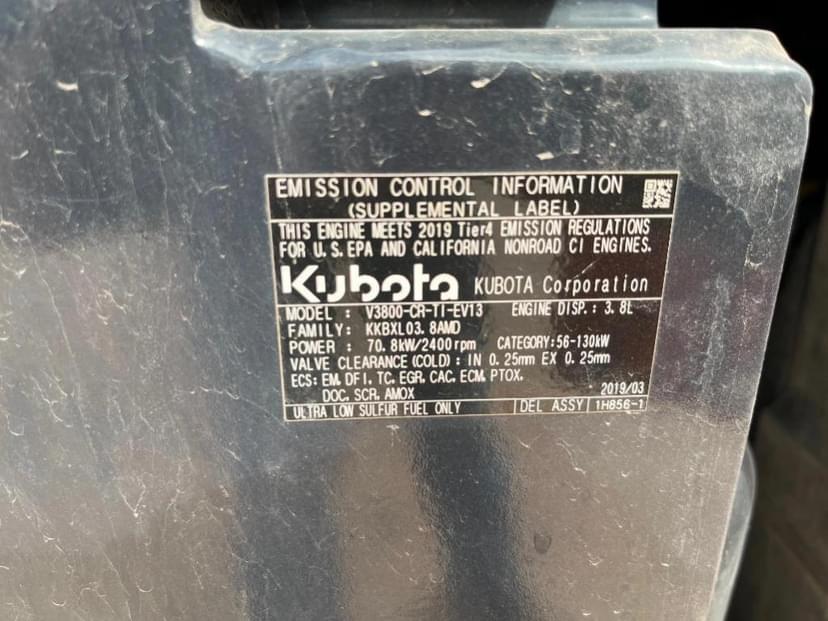 EMISSION CONTROL INFORMATION
(SUPPLEMENTAL LABEL)
THIS ENGINE MEETS 2019 Tier4 EMISSION REGULATIONS
FOR U.S.EPA AND CALIFORNIA NONROAD CI ENGINES.
Kubota KUBOTA Corporation
MODEL : V3800-CR-TI-EV13 ENGINE DISP.: 3.8L
FAMILY: KKBXL03.8AMD
POWER : 70.8kW/2400rpm CATEGORY:56-130kW
VALVE CLEARANCE(COLD): IN 0.25mm EX 0.25mm
ECS: EM, DFI, TC, EGR, CAC, ECM, PTOX,
DOC, SCR, AMOX 2019/03
ULTRA LOW SULFUR FUEL ONLY DEL ASSY 1H856-1